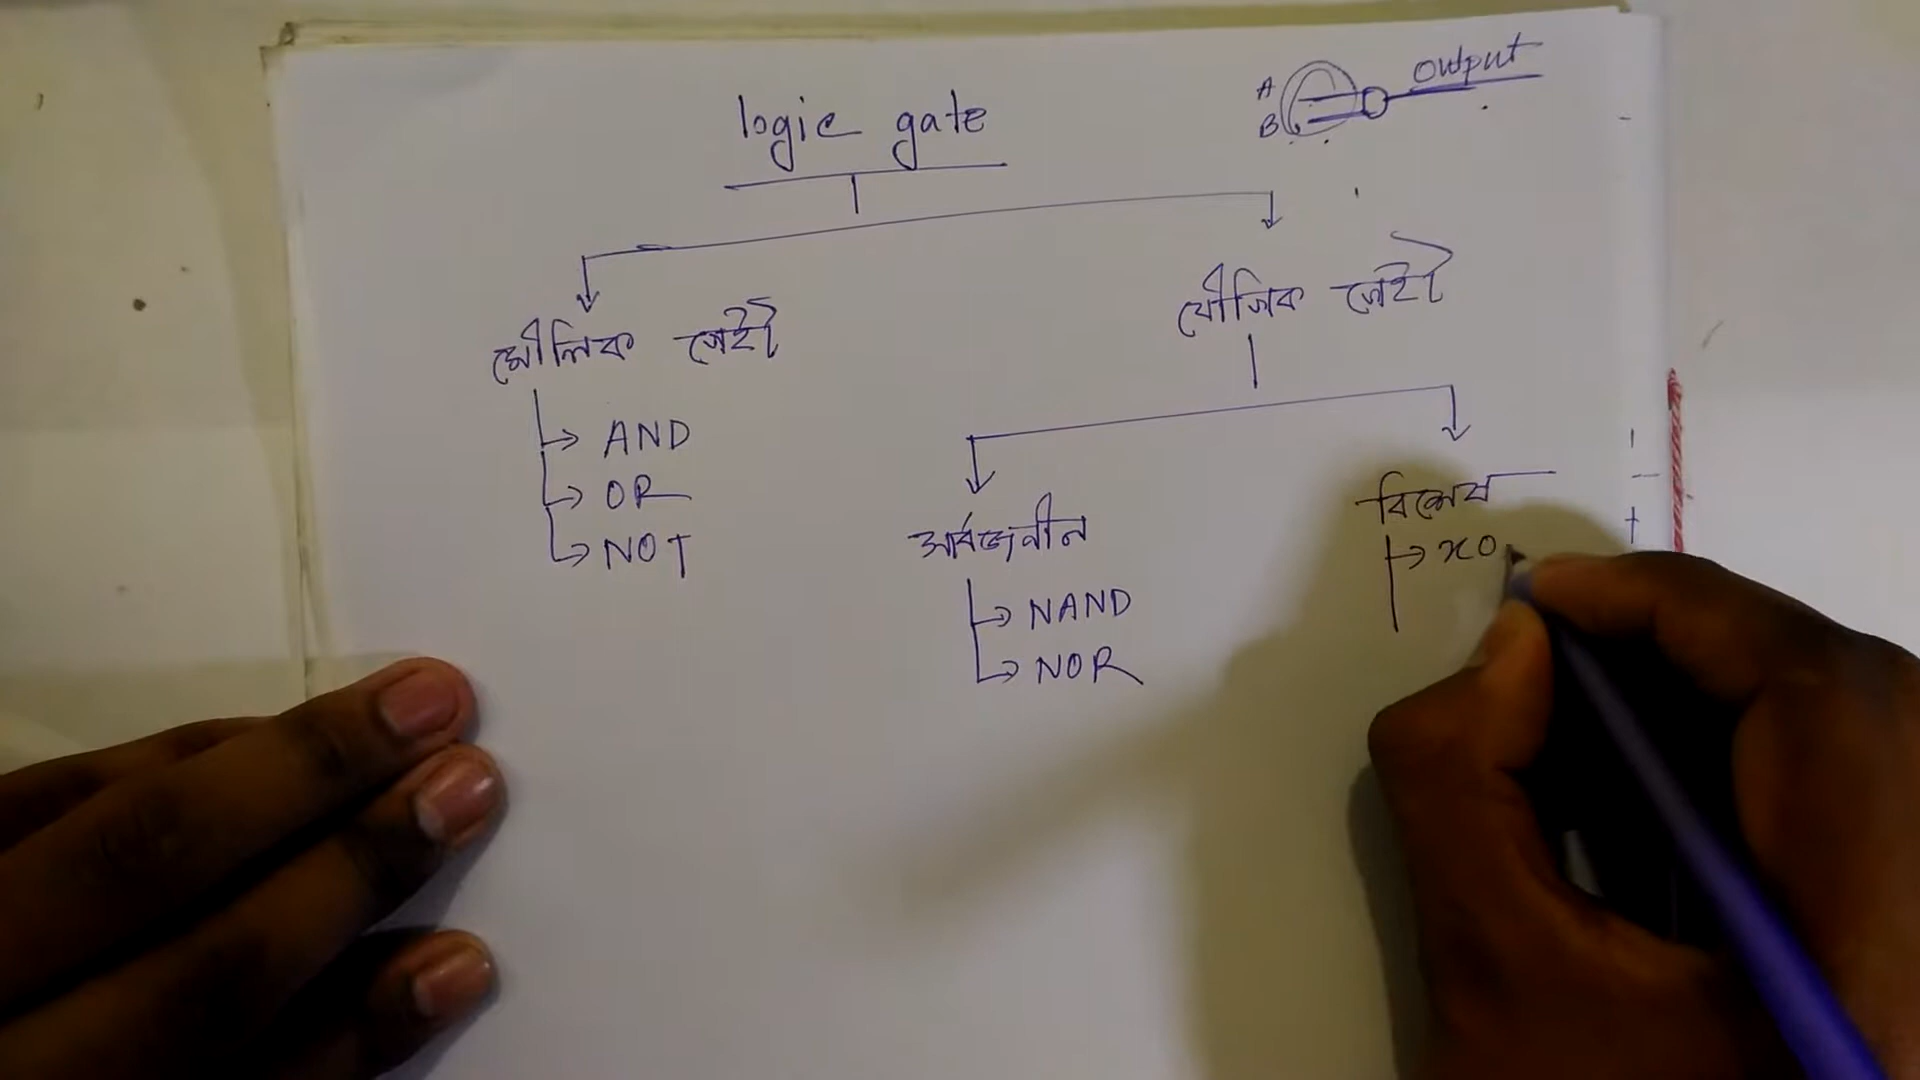 logic gate
A
B
output
মৌলিক গেইট
AND
OR
NOT
যৌগিক গেইট
সার্বজনীন
NAND
NOR
বিশেষ
XO